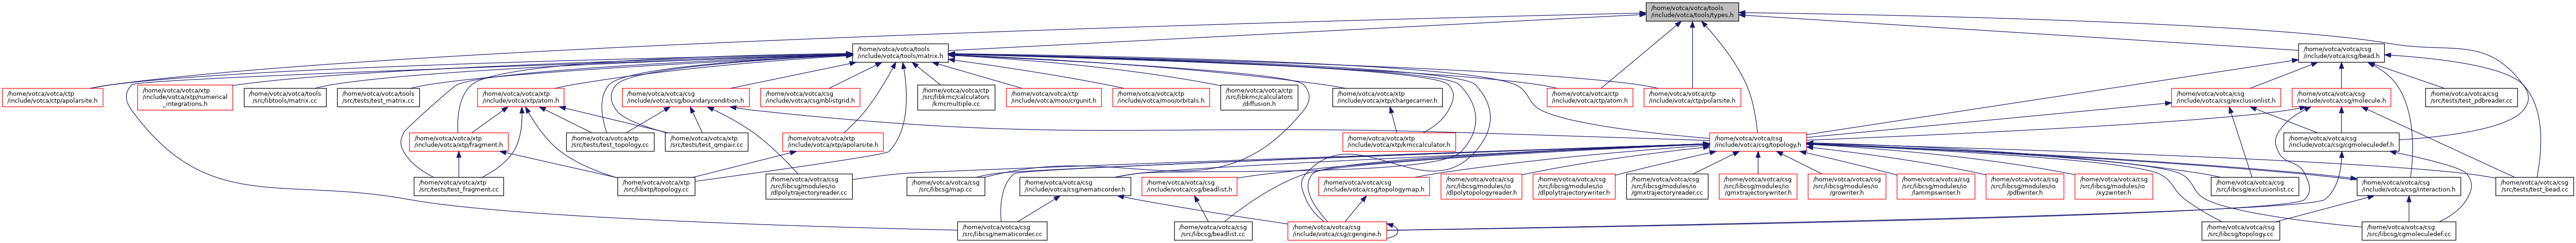 /home/votca/votca/tools
/include/votca/tools/types.h
/home/votca/votca/tools
/include/votca/tools/matrix.h
/home/votca/votca/csg
/include/votca/csg/bead.h
/home/votca/votca/ctp
/include/votca/ctp/apolarsite.h
/home/votca/votca/xtp
/include/votca/xtp/numerical
_integrations.h
/home/votca/votca/tools
/src/libtools/matrix.cc
/home/votca/votca/tools
/src/tests/test_matrix.cc
/home/votca/votca/xtp
/include/votca/xtp/atom.h
/home/votca/votca/csg
/include/votca/csg/boundarycondition.h
/home/votca/votca/csg
/include/votca/csg/nblistgrid.h
/home/votca/votca/ctp
/src/libkmc/calculators
/kmcmultiple.cc
/home/votca/votca/ctp
/include/votca/moo/crgunit.h
/home/votca/votca/ctp
/include/votca/moo/orbitals.h
/home/votca/votca/ctp
/src/libkmc/calculators
/diffusion.h
/home/votca/votca/xtp
/include/votca/xtp/chargecarrier.h
/home/votca/votca/ctp
/include/votca/ctp/atom.h
/home/votca/votca/ctp
/include/votca/ctp/polarsite.h
/home/votca/votca/csg
/include/votca/csg/exclusionlist.h
/home/votca/votca/csg
/include/votca/csg/molecule.h
/home/votca/votca/csg
/src/tests/test_pdbreader.cc
/home/votca/votca/xtp
/include/votca/xtp/fragment.h
/home/votca/votca/xtp
/src/tests/test_topology.cc
/home/votca/votca/xtp
/src/tests/test_qmpair.cc
/home/votca/votca/xtp
/include/votca/xtp/apolarsite.h
/home/votca/votca/xtp
/include/votca/xtp/kmccalculator.h
/home/votca/votca/csg
/include/votca/csg/topology.h
/home/votca/votca/csg
/include/votca/csg/cgmoleculedef.h
/home/votca/votca/xtp
/src/tests/test_fragment.cc
/home/votca/votca/xtp
/src/libxtp/topology.cc
/home/votca/votca/csg
/src/libcsg/modules/io
/dlpolytrajectoryreader.cc
/home/votca/votca/csg
/src/libcsg/map.cc
/home/votca/votca/csg
/include/votca/csg/nematicorder.h
/home/votca/votca/csg
/include/votca/csg/beadlist.h
/home/votca/votca/csg
/include/votca/csg/topologymap.h
/home/votca/votca/csg
/src/libcsg/modules/io
/dlpolytopologyreader.h
/home/votca/votca/csg
/src/libcsg/modules/io
/dlpolytrajectorywriter.h
/home/votca/votca/csg
/src/libcsg/modules/io
/gmxtrajectoryreader.cc
/home/votca/votca/csg
/src/libcsg/modules/io
/gmxtrajectorywriter.h
/home/votca/votca/csg
/src/libcsg/modules/io
/growriter.h
/home/votca/votca/csg
/src/libcsg/modules/io
/lammpswriter.h
/home/votca/votca/csg
/src/libcsg/modules/io
/pdbwriter.h
/home/votca/votca/csg
/src/libcsg/modules/io
/xyzwriter.h
/home/votca/votca/csg
/src/libcsg/exclusionlist.cc
/home/votca/votca/csg
/include/votca/csg/interaction.h
/home/votca/votca/csg
/src/tests/test_bead.cc
/home/votca/votca/csg
/src/libcsg/nematicorder.cc
/home/votca/votca/csg
/src/libcsg/beadlist.cc
/home/votca/votca/csg
/include/votca/csg/cgengine.h
/home/votca/votca/csg
/src/libcsg/topology.cc
/home/votca/votca/csg
/src/libcsg/cgmoleculedef.cc